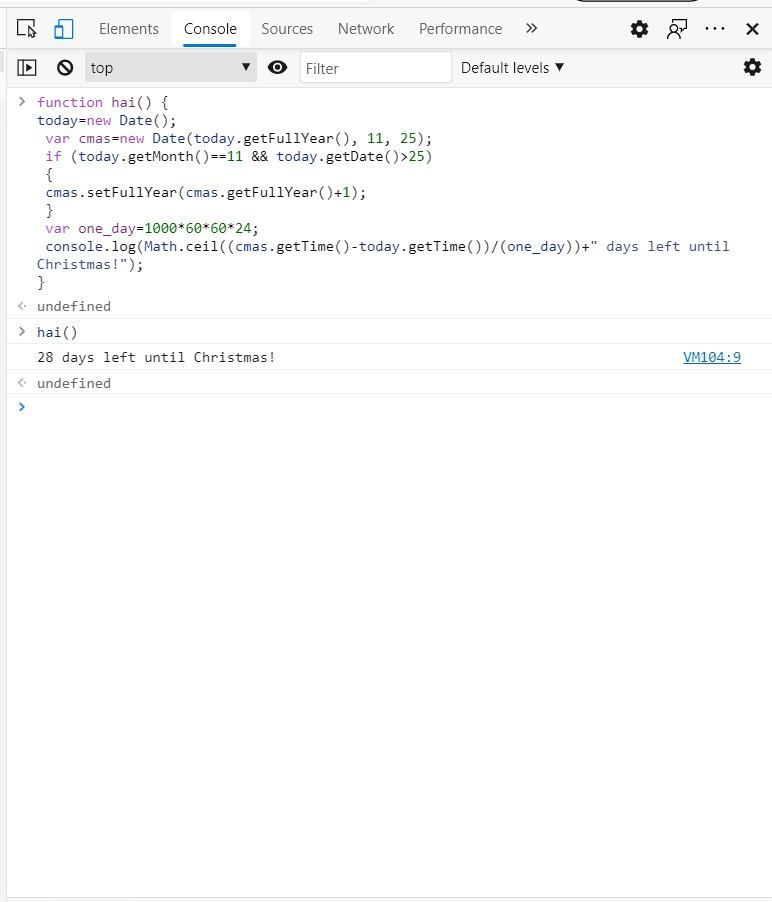 Elements Console Sources Network Performance
top Filter Default levels
function hai() {
today=new Date();
var cmas=new Date(today.getFullYear(), 11, 25);
if (today.getMonth()==11 && today.getDate()>25)
{
cmas.setFullYear(cmas.getFullYear()+1);
}
var one_day=1000*60*60*24;
console.log(Math.ceil((cmas.getTime()-today.getTime())/(one_day))+" days left until
Christmas!");
}
undefined
hai()
28 days left until Christmas! VM104:9
undefined